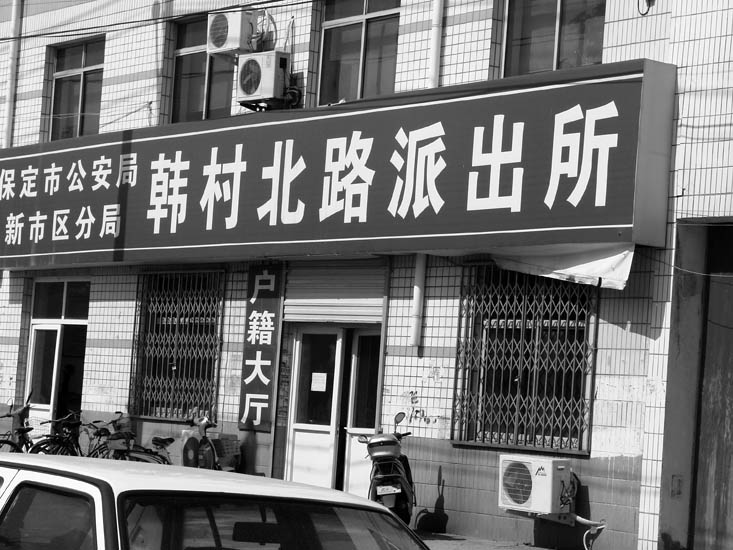 保定市公安局
新市区分局
韩村北路派出所
户籍大厅